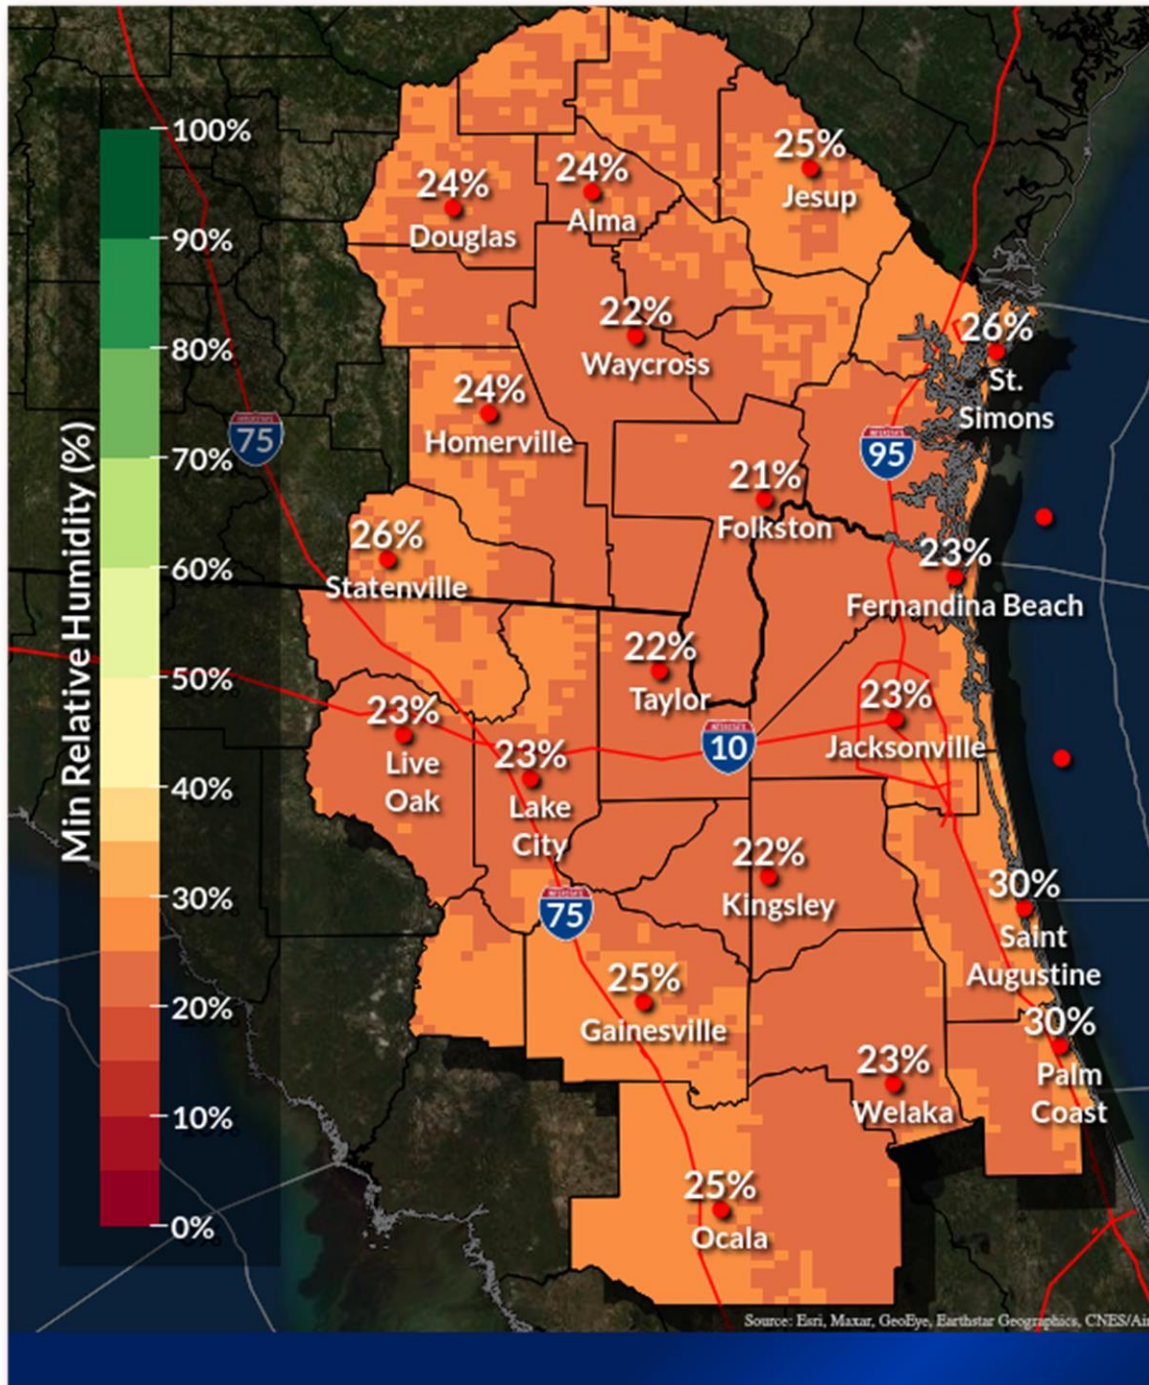 Min Relative Humidity (%)
100%
90%
80%
70%
60%
50%
40%
30%
20%
10%
0%
25%
Jesup
24%
Alma
24%
Douglas
22%
Waycross
26%
St.
Simons
24%
Homerville
75
95
21%
Folkston
26%
Statenville
23%
Fernandina Beach
22%
Taylor
23%
Jacksonville
23%
Live
Oak
10
23%
Lake
City
22%
Kingsley
75
30%
Saint
Augustine
25%
Gainesville
30%
Palm
Coast
23%
Welaka
25%
Ocala
Source: Esri, Maxar, GeoEye, Earthstar Geographics, CNES/Air